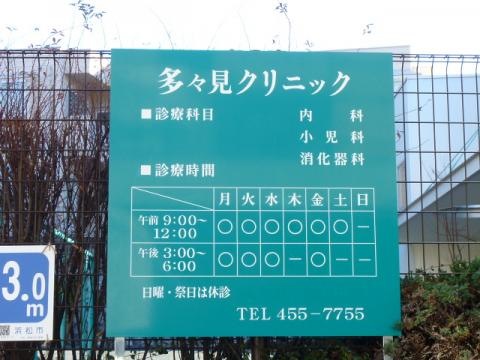 多々見クリニック
■診療科目 内科
小児科
消化器科
■診療時間
月 火 水 木 金 土 日
午前 9:00～12:00 ○ ○ ○ ○ ○ ○ －
午後 3:00～6:00 ○ ○ ○ － ○ － －
日曜・祭日は休診
TEL 455-7755
3.0
m
浜松市